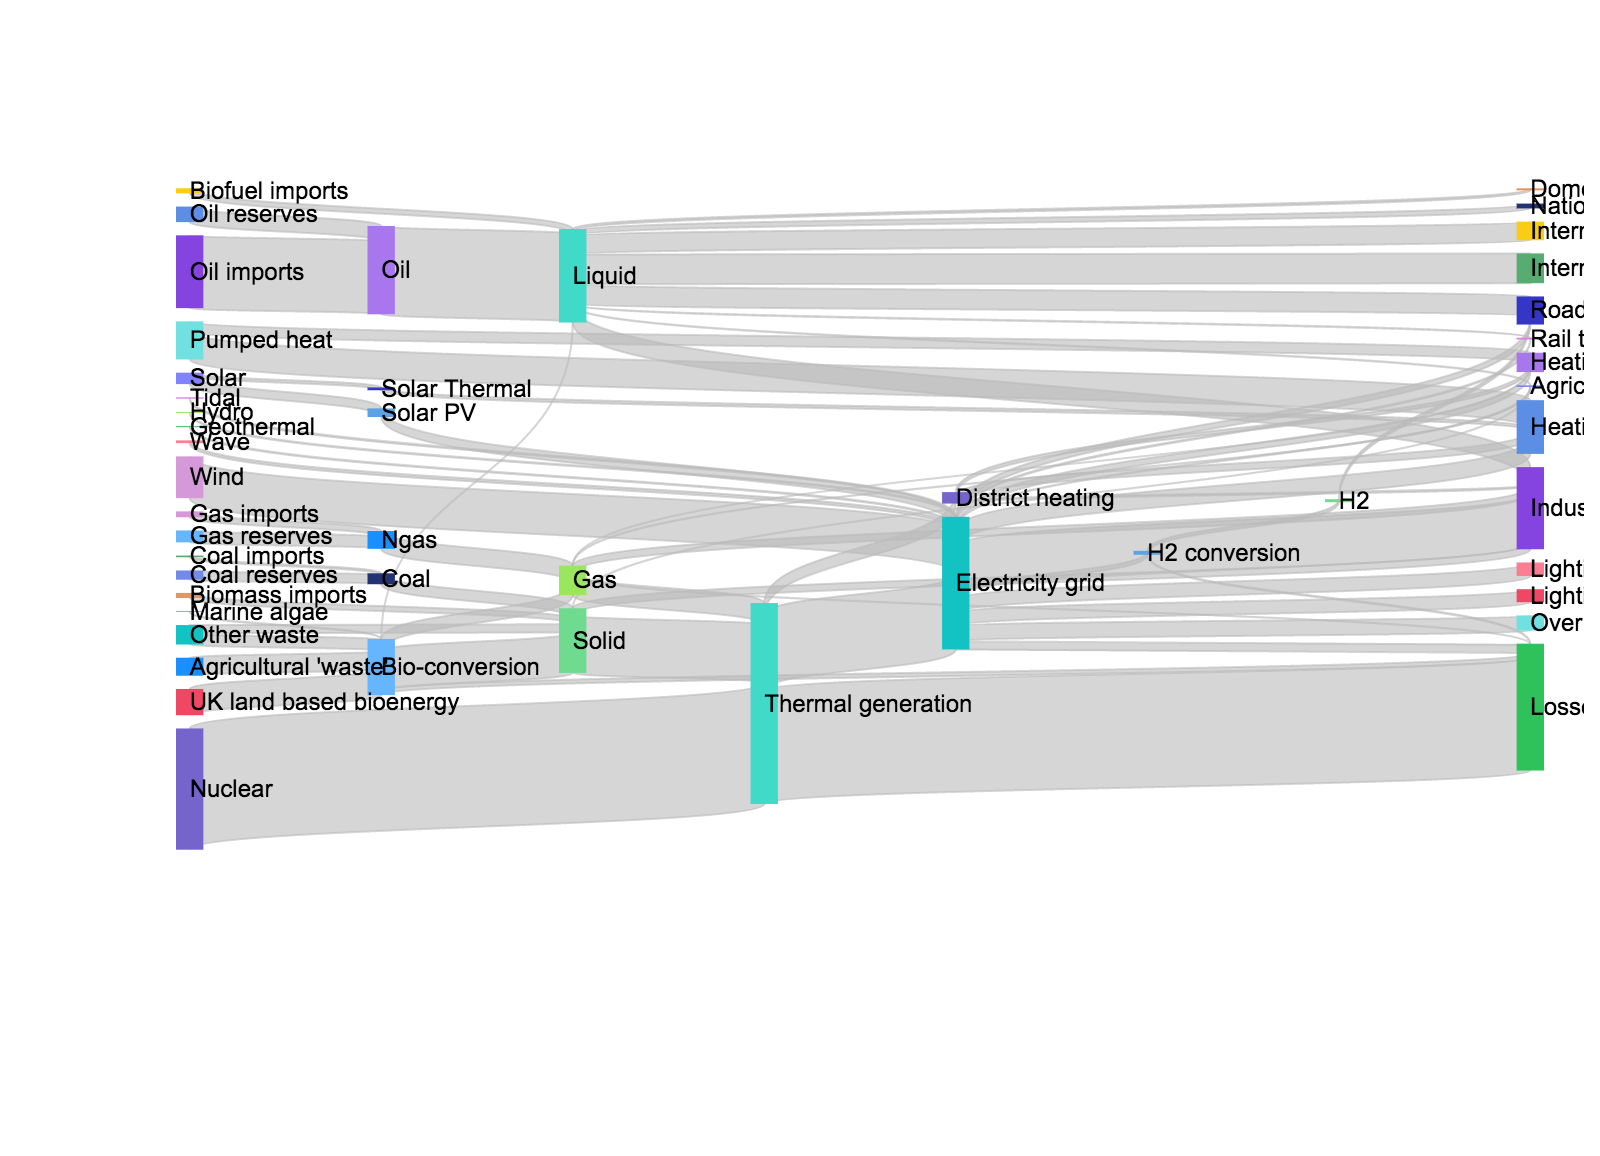 Biofuel imports
Oil reserves
Oil imports
Pumped heat
Solar
Tidal
Hydro
Geothermal
Wave
Wind
Gas imports
Gas reserves
Coal imports
Coal reserves
Biomass imports
Marine algae
Other waste
Agricultural 'waste'
UK land based bioenergy
Nuclear
Oil
Solar Thermal
Solar PV
Ngas
Coal
Bio-conversion
Liquid
Gas
Solid
Thermal generation
District heating
Electricity grid
H2 conversion
H2
Dome
Natio
Intern
Intern
Road
Rail t
Heati
Agric
Heati
Indus
Lighti
Lighti
Over
Losse